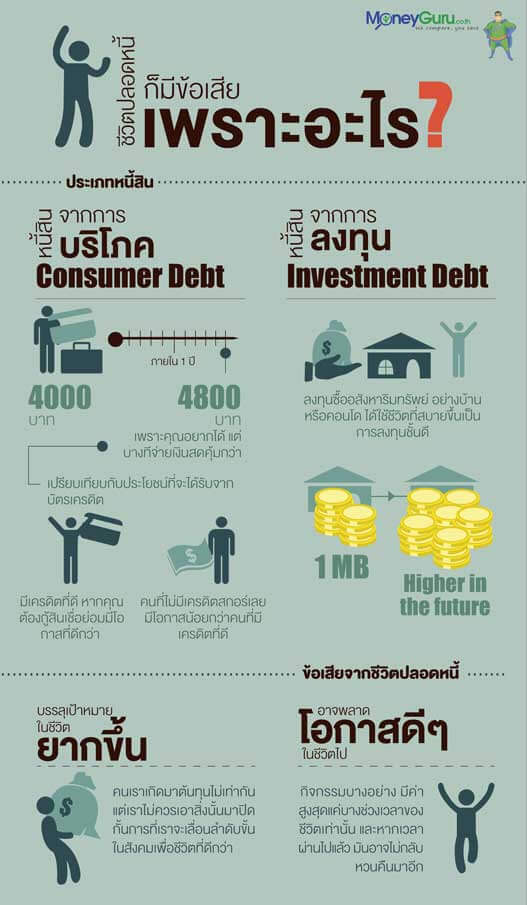 MoneyGuru.co.th
we compare, you save
ชีวิตปลอดหนี้
ก็มีข้อเสีย
เพราะอะไร?
ประเภทหนี้สิน
หนี้สิน
จากการ
บริโภค
Consumer Debt
ภายใน 1 ปี
4000
บาท
4800
บาท
เพราะคุณอยากได้ แต่
บางทีจ่ายเงินสดคุ้มกว่า
เปรียบเทียบกับประโยชน์ที่จะได้รับจาก
บัตรเครดิต
มีเครดิตที่ดี หากคุณ
ต้องกู้สินเชื่อย่อมมีโอ
กาสที่ดีกว่า
คนที่ไม่มีเครดิตสกอร์เลย
มีโอกาสน้อยกว่าคนที่มี
เครดิตที่ดี
หนี้สิน
จากการ
ลงทุน
Investment Debt
$
ลงทุนซื้ออสังหาริมทรัพย์ อย่างบ้าน
หรือคอนโด ได้ใช้ชีวิตที่สบายขึ้นเป็น
การลงทุนชั้นดี
1 MB
Higher in
the future
ข้อเสียจากชีวิตปลอดหนี้
บรรลุเป้าหมาย
ในชีวิต
ยากขึ้น
$
คนเราเกิดมาต้นทุนไม่เท่ากัน
แต่เราไม่ควรเอาสิ่งนั้นมาปิด
กั้นการที่เราจะเลื่อนลำดับขั้น
ในสังคมเพื่อชีวิตที่ดีกว่า
อาจพลาด
โอกาสดีๆ
ในชีวิตไป
กิจกรรมบางอย่าง มีค่า
สูงสุดแค่บางช่วงเวลาของ
ชีวิตเท่านั้น และหากเวลา
ผ่านไปแล้ว มันอาจไม่กลับ
หวนคืนมาอีก